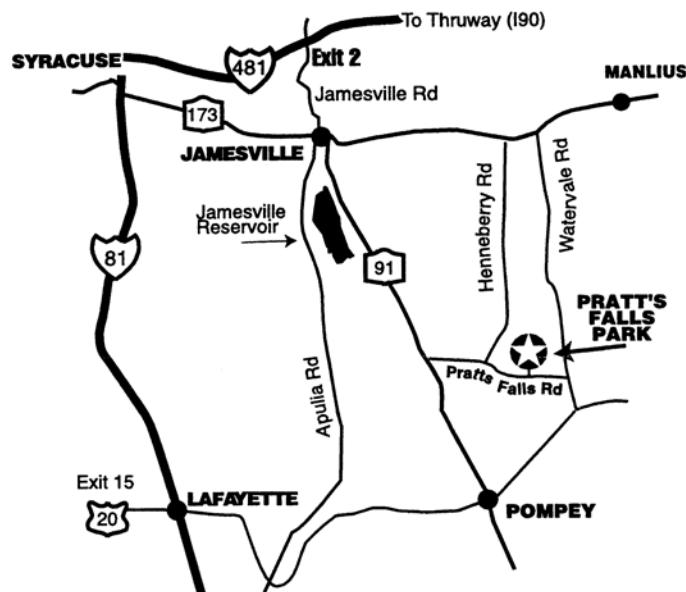 To Thruway (I90)
Exit 2
SYRACUSE
481
MANLIUS
Jamesville Rd
173
JAMESVILLE
Henneberry Rd
Watervale Rd
Jamesville
Reservoir
81
91
PRATT'S
FALLS
PARK
Pratts Falls Rd
Apulia Rd
Exit 15
LAFAYETTE
20
POMPEY